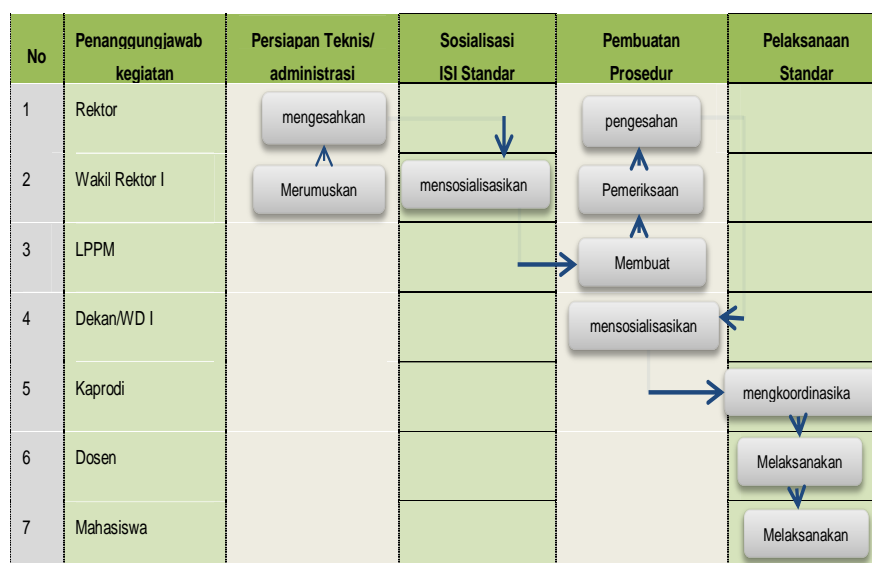 No
Penanggungjawab
kegiatan
Persiapan Teknis/
administrasi
Sosialisasi
ISI Standar
Pembuatan
Prosedur
Pelaksanaan
Standar
1
Rektor
mengesahkan
pengesahan
2
Wakil Rektor I
Merumuskan
mensosialisasikan
Pemeriksaan
3
LPPM
Membuat
4
Dekan/WD I
mensosialisasikan
5
Kaprodi
mengkoordinasika
6
Dosen
Melaksanakan
7
Mahasiswa
Melaksanakan